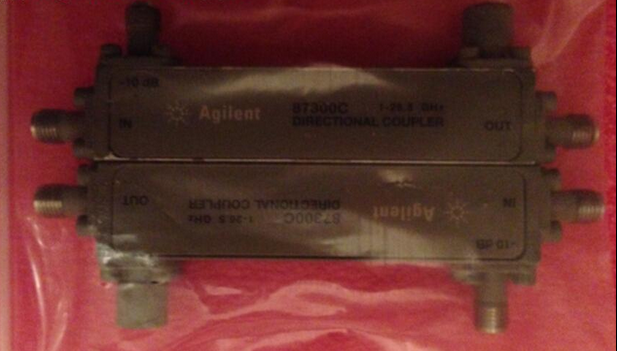 -10 dB
Agilent 87300C 1-26.5 GHz
IN DIRECTIONAL COUPLER OUT
IN
OUT DIRECTIONAL COUPLER
Agilent 87300C 1-26.5 GHz
-10 dB